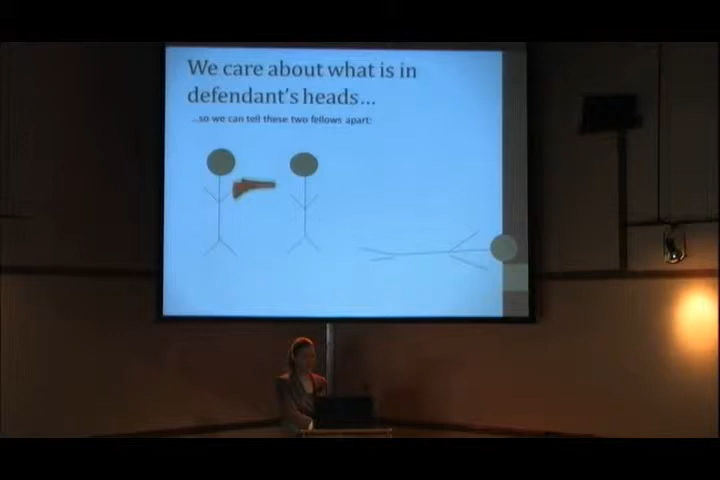 We care about what is in
defendant's heads...
...so we can tell these two fellows apart: